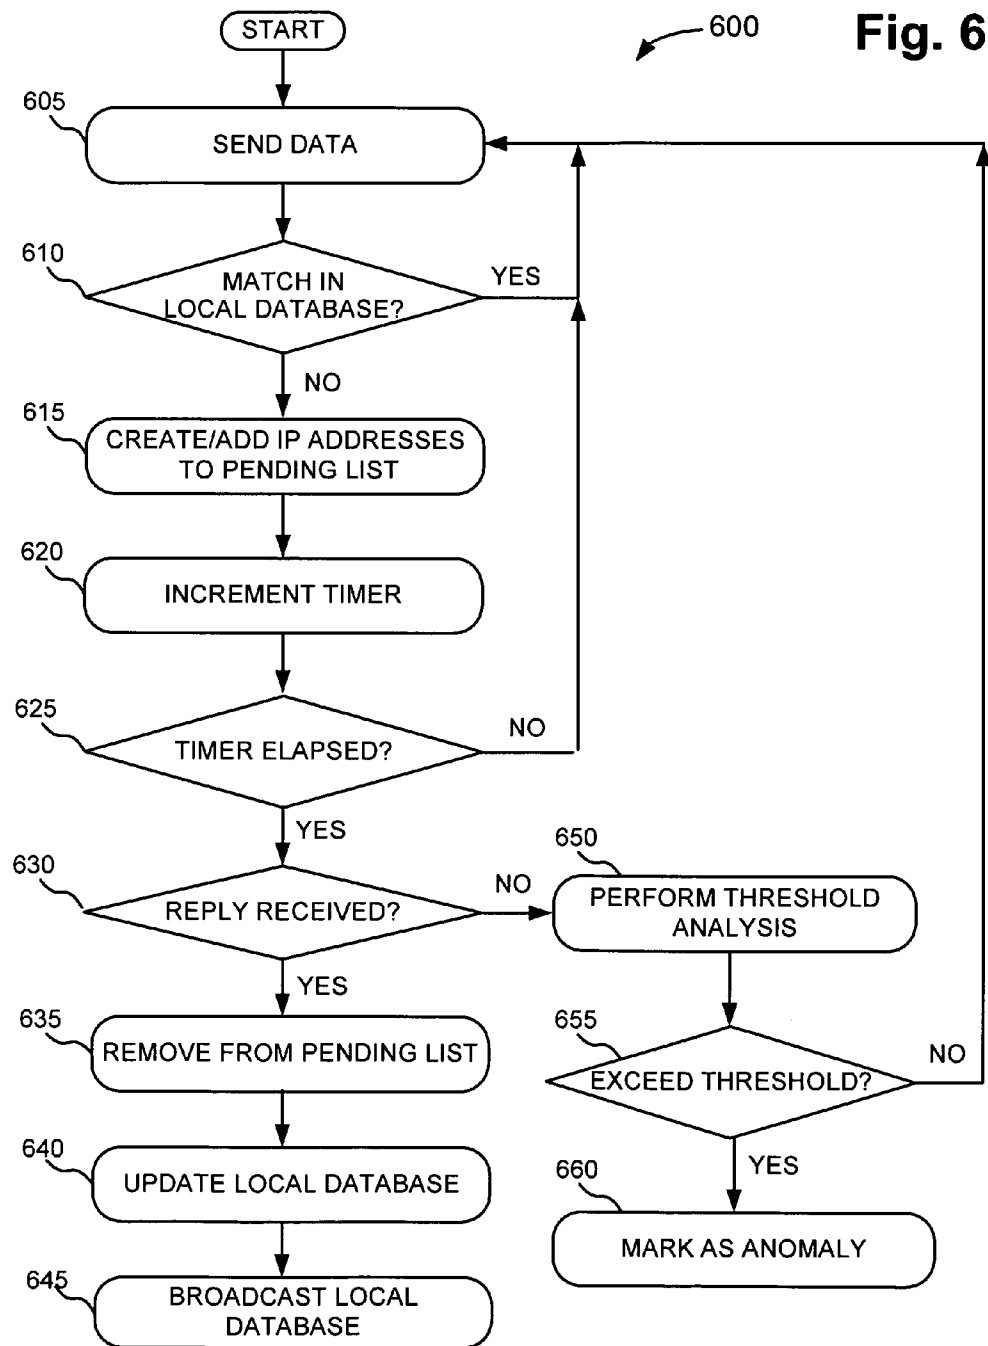 START
600
Fig. 6
605
SEND DATA
610
MATCH IN
LOCAL DATABASE?
YES
NO
615
CREATE/ADD IP ADDRESSES
TO PENDING LIST
620
INCREMENT TIMER
625
TIMER ELAPSED?
NO
YES
630
REPLY RECEIVED?
NO
650
PERFORM THRESHOLD
ANALYSIS
YES
635
REMOVE FROM PENDING LIST
655
EXCEED THRESHOLD?
NO
640
UPDATE LOCAL DATABASE
YES
660
MARK AS ANOMALY
645
BROADCAST LOCAL
DATABASE